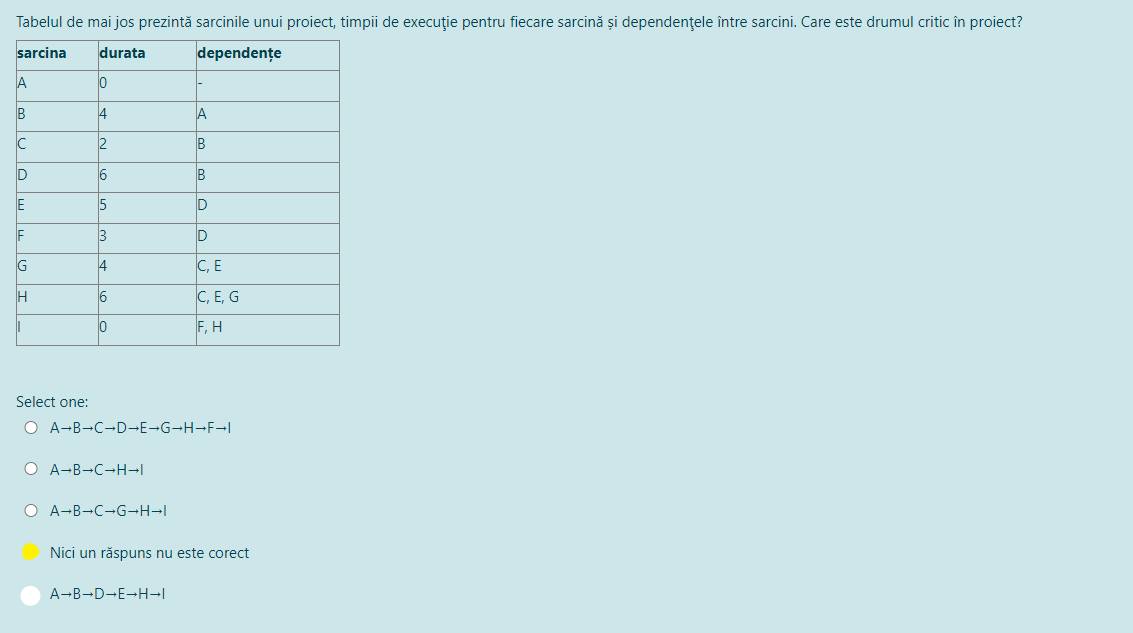 Tabelul de mai jos prezintă sarcinile unui proiect, timpii de execuţie pentru fiecare sarcină și dependenţele între sarcini. Care este drumul critic în proiect?
sarcina durata dependențe
A 0 -
B 4 A
C 2 B
D 6 B
E 5 D
F 3 D
G 4 C, E
H 6 C, E, G
I 0 F, H
Select one:
A→B→C→D→E→G→H→F→I
A→B→C→H→I
A→B→C→G→H→I
Nici un răspuns nu este corect
A→B→D→E→H→I